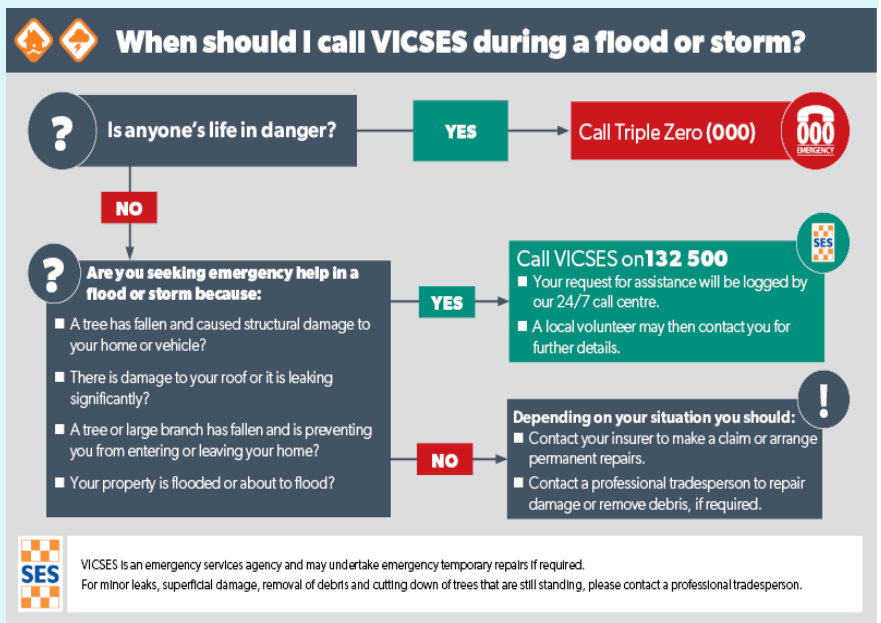 When should I call VICSES during a flood or storm?
?
Is anyone's life in danger?
YES
Call Triple Zero (000)
000
EMERGENCY
NO
?
Are you seeking emergency help in a
flood or storm because:
■ A tree has fallen and caused structural damage to
your home or vehicle?
■ There is damage to your roof or it is leaking
significantly?
■ A tree or large branch has fallen and is preventing
you from entering or leaving your home?
■ Your property is flooded or about to flood?
YES
SES
Call VICSES on 132 500
■ Your request for assistance will be logged by
our 24/7 call centre.
■ A local volunteer may then contact you for
further details.
NO
!
Depending on your situation you should:
■ Contact your insurer to make a claim or arrange
permanent repairs.
■ Contact a professional tradesperson to repair
damage or remove debris, if required.
SES
VICSES is an emergency services agency and may undertake emergency temporary repairs if required.
For minor leaks, superficial damage, removal of debris and cutting down of trees that are still standing, please contact a professional tradesperson.